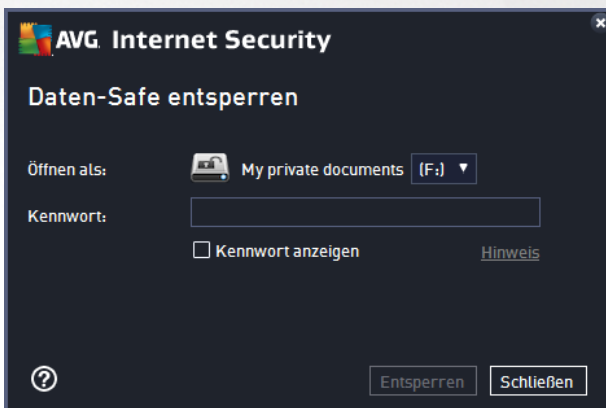 AVG. Internet Security
Daten-Safe entsperren
Öffnen als: My private documents (F:)
Kennwort:
Kennwort anzeigen Hinweis
Entsperren Schließen